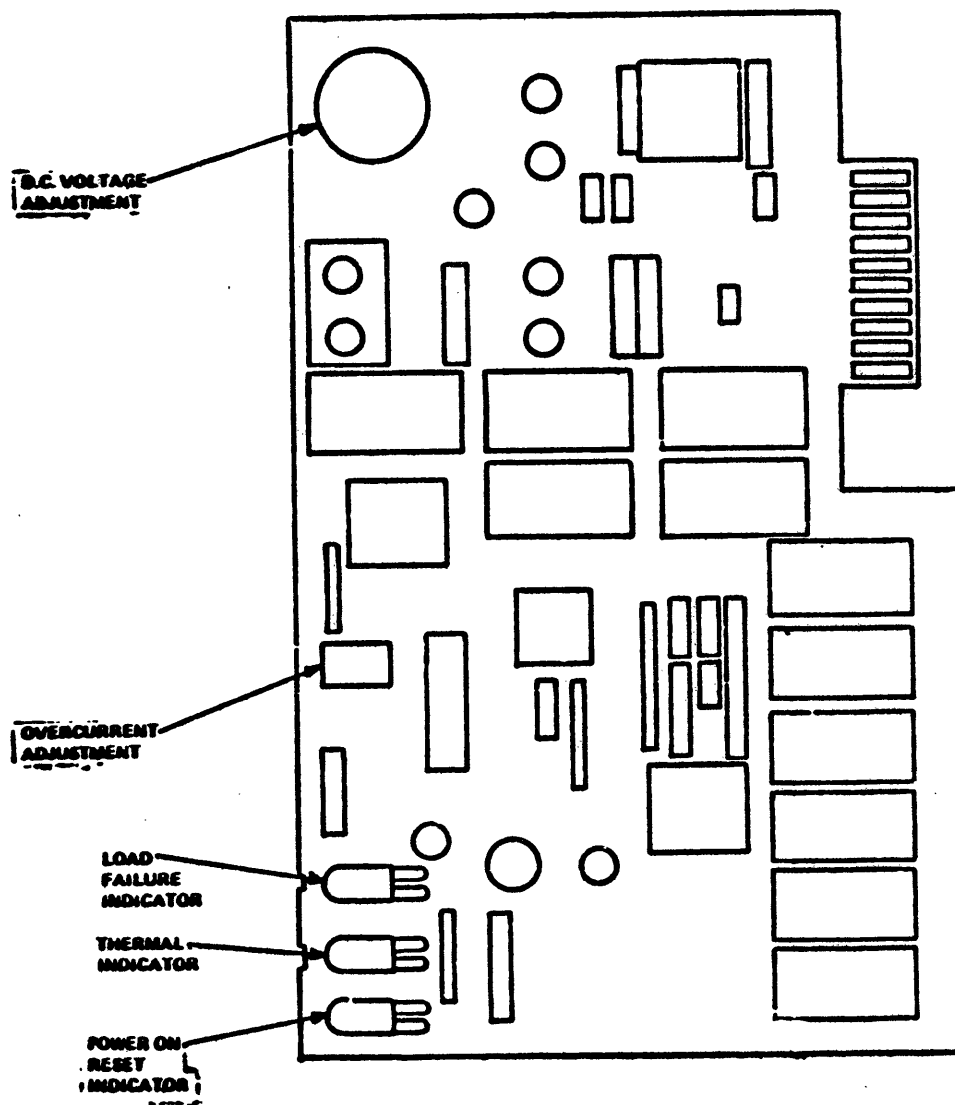 D.C. VOLTAGE
ADJUSTMENT
OVERCURRENT
ADJUSTMENT
LOAD
FAILURE
INDICATOR
THERMAL
INDICATOR
POWER ON
RESET
INDICATOR